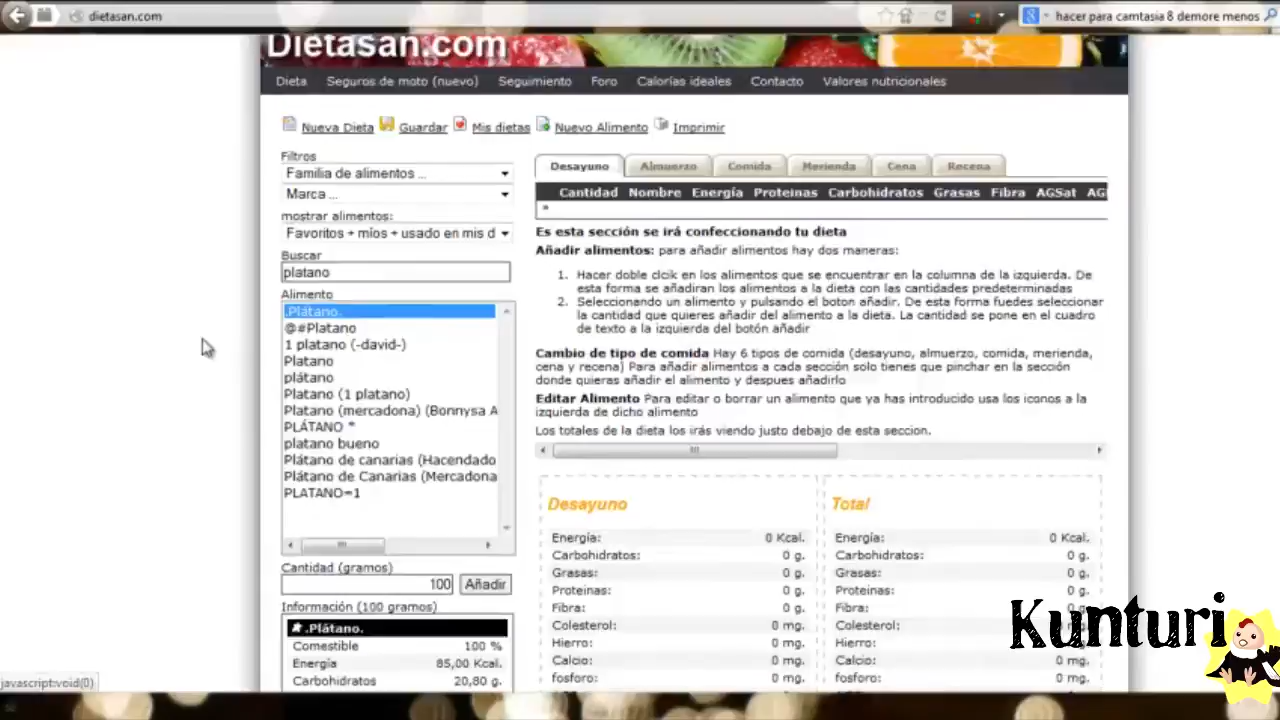 dietasan.com
hacer para camtasia 8 demore menos
Dietasan.com
Dieta Seguros de moto (nuevo) Seguimiento Foro Calorías ideales Contacto Valores nutricionales
Nueva Dieta Guardar Mis dietas Nuevo Alimento Imprimir
Filtros
Familia de alimentos ...
Marca ...
mostrar alimentos:
Favoritos + míos + usado en mis d
Buscar
platano
Alimento
.Plátano.
@#Platano
1 platano (-david-)
Platano
plátano
Platano (1 platano)
Platano (mercadona) (Bonnysa A
PLÁTANO *
platano bueno
Plátano de canarias (Hacendado
Plátano de Canarias (Mercadona
PLATANO=1
Cantidad (gramos)
100 Añadir
Información (100 gramos)
.Plátano.
Comestible 100 %
Energía 85,00 Kcal.
Carbohidratos 20,80 g.
Desayuno Almuerzo Comida Merienda Cena Recena
Cantidad Nombre Energía Proteinas Carbohidratos Grasas Fibra AGSat AG
*
Es esta sección se irá confeccionando tu dieta
Añadir alimentos: para añadir alimentos hay dos maneras:
1. Hacer doble clcik en los alimentos que se encuentrar en la columna de la izquierda. De
esta forma se añadiran los alimentos a la dieta con las cantidades predeterminadas
2. Seleccionando un alimento y pulsando el boton añadir. De esta forma fuedes seleccionar
la cantidad que quieres añadir del alimento a la dieta. La cantidad se pone en el cuadro
de texto a la izquierda del botón añadir
Cambio de tipo de comida Hay 6 tipos de comida (desayuno, almuerzo, comida, merienda,
cena y recena) Para añadir alimentos a cada sección solo tienes que pinchar en la sección
donde quieras añadir el alimento y despues añadirlo
Editar Alimento Para editar o borrar un alimento que ya has introducido usa los iconos a la
izquierda de dicho alimento
Los totales de la dieta los irás viendo justo debajo de esta seccion.
Desayuno
Energía: 0 Kcal.
Carbohidratos: 0 g.
Grasas: 0 g.
Proteinas: 0 g.
Fibra: 0 g.
Colesterol: 0 mg.
Hierro: 0 mg.
Calcio: 0 mg.
fosforo: 0 mg.
Total
Energía: 0 Kcal.
Carbohidratos: 0 g.
Grasas: 0 g.
Proteinas: 0 g.
Fibra: 0 g.
Colesterol: 0 mg.
Hierro: 0 mg.
Calcio: 0 mg.
fosforo: 0 mg.
Kunturi
javascript:void(0)